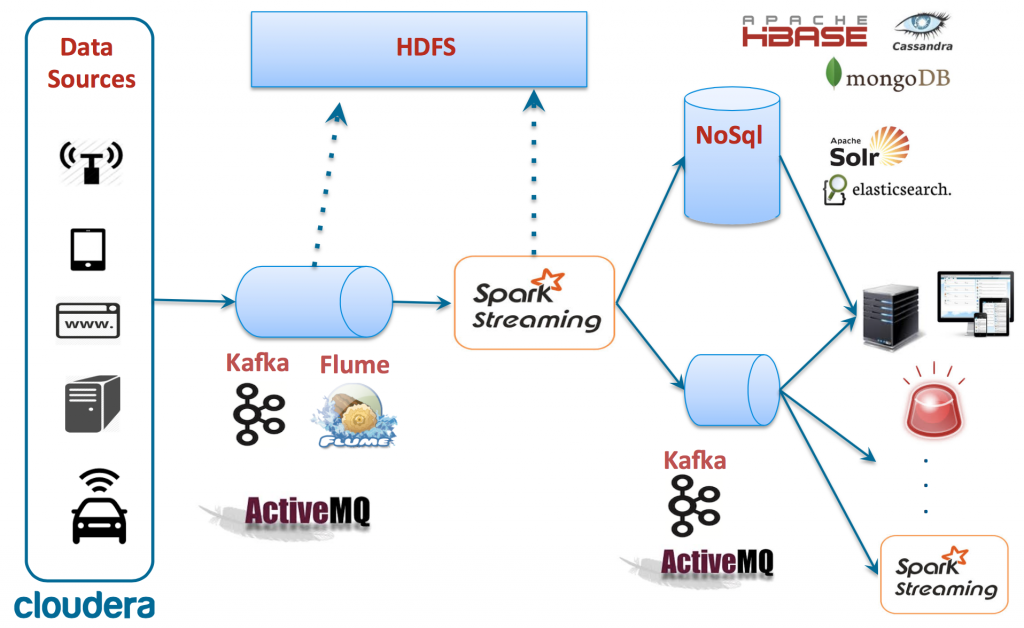 Data
Sources
www.
cloudera
HDFS
Kafka
Flume
FLUME
ActiveMQ
Spark
Streaming
NoSql
APACHE
HBASE
Cassandra
mongoDB
Apache
Solr
elasticsearch.
Kafka
ActiveMQ
Spark
Streaming